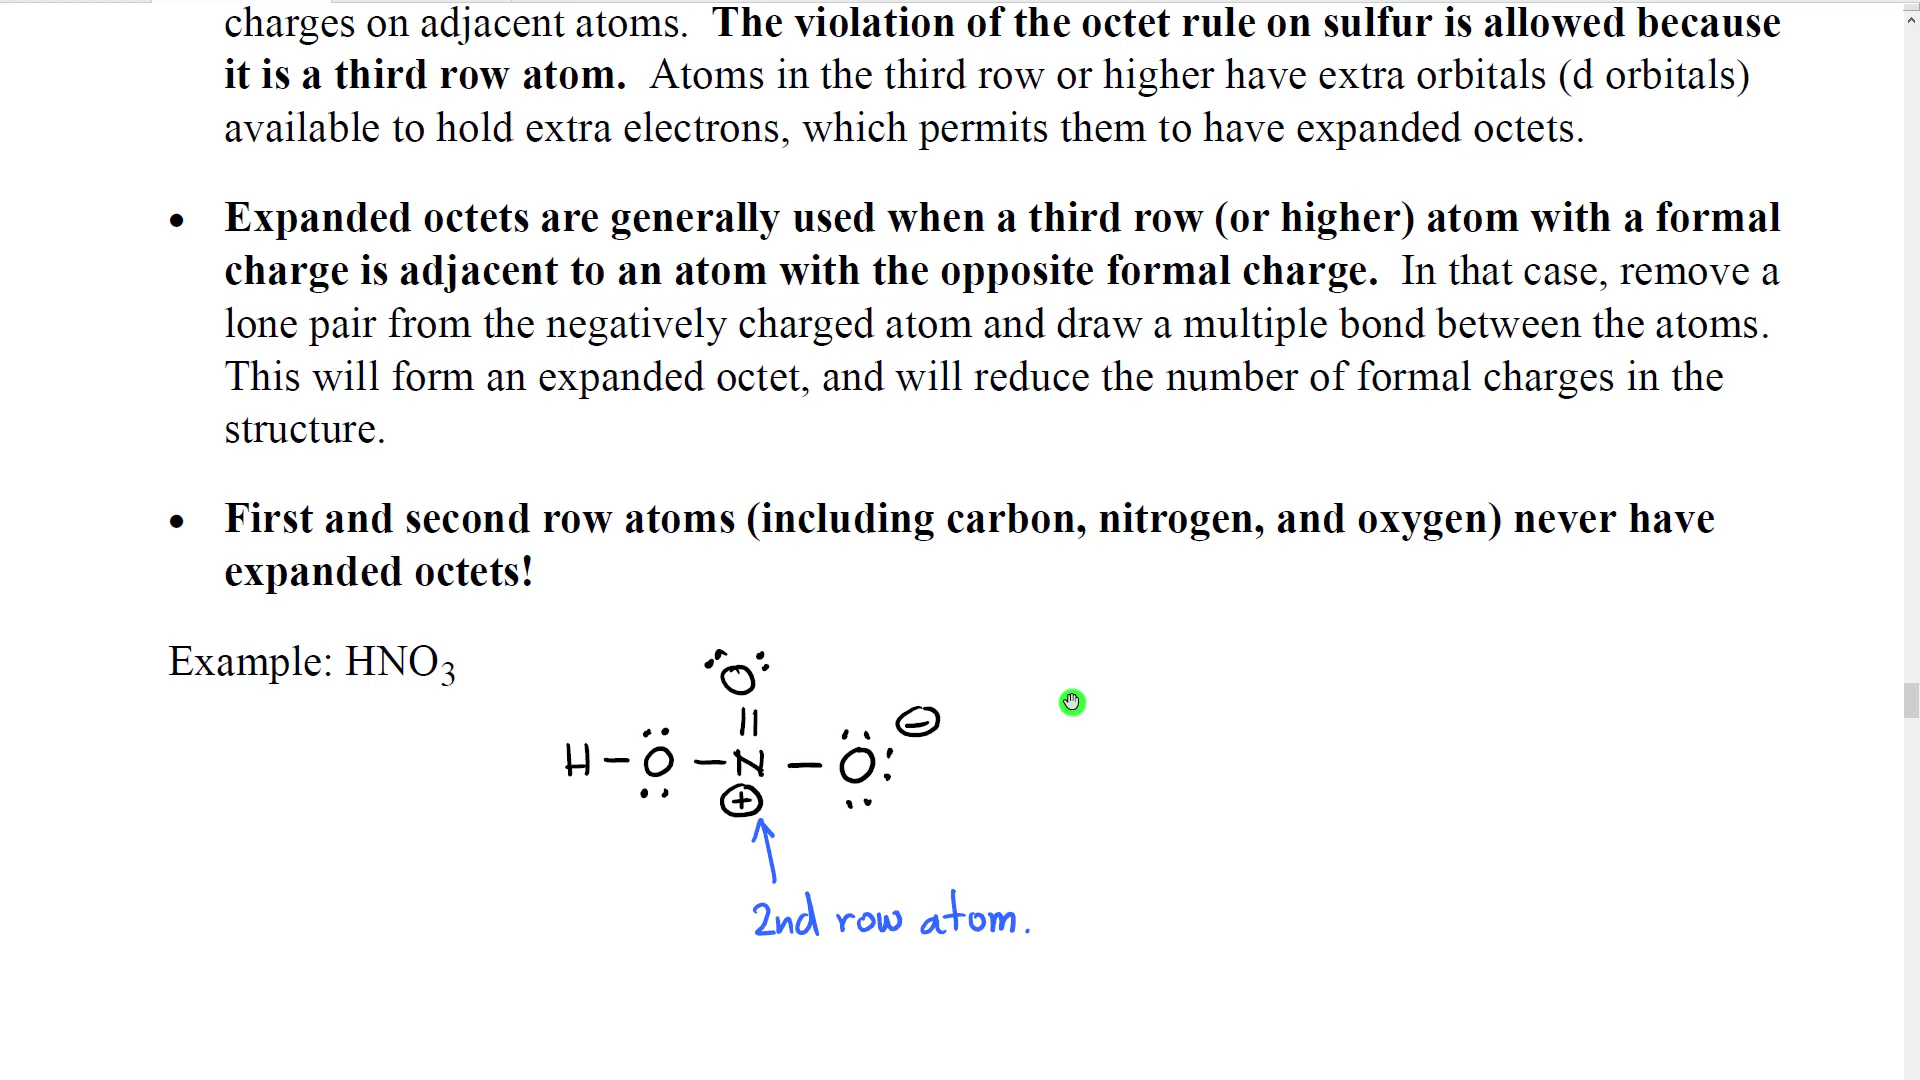 charges on adjacent atoms. The violation of the octet rule on sulfur is allowed because
it is a third row atom. Atoms in the third row or higher have extra orbitals (d orbitals)
available to hold extra electrons, which permits them to have expanded octets.
• Expanded octets are generally used when a third row (or higher) atom with a formal
charge is adjacent to an atom with the opposite formal charge. In that case, remove a
lone pair from the negatively charged atom and draw a multiple bond between the atoms.
This will form an expanded octet, and will reduce the number of formal charges in the
structure.
• First and second row atoms (including carbon, nitrogen, and oxygen) never have
expanded octets!
Example: HNO₃
O
H–O–N–O: ⊖
⊕
2nd row atom.